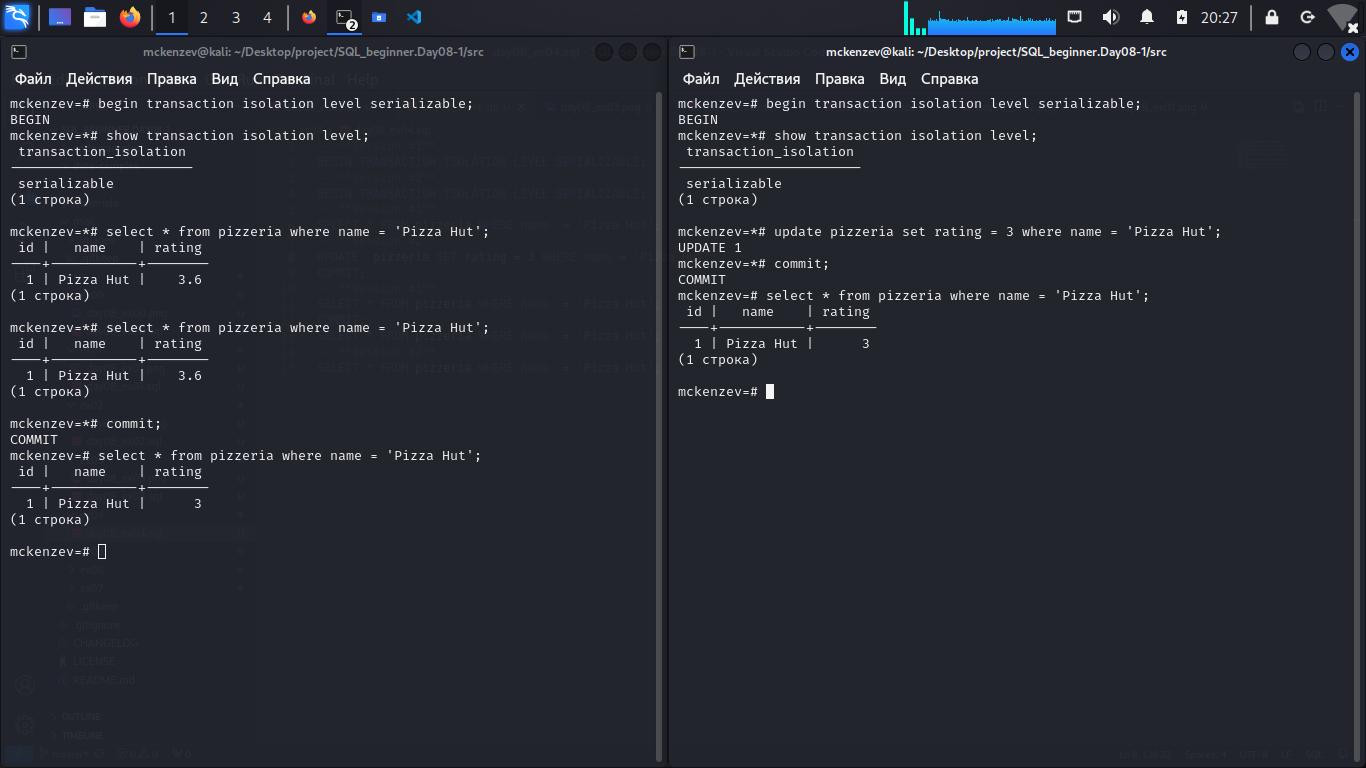 1 2 3 4 2 20:27
mckenzev@kali: ~/Desktop/project/SQL_beginner.Day08-1/src
Файл Действия Правка Вид Справка
mckenzev=# begin transaction isolation level serializable;
BEGIN
mckenzev=*# show transaction isolation level;
transaction_isolation
-----------------------
serializable
(1 строка)
mckenzev=*# select * from pizzeria where name = 'Pizza Hut';
id | name | rating
----+-----------+--------
1 | Pizza Hut | 3.6
(1 строка)
mckenzev=*# select * from pizzeria where name = 'Pizza Hut';
id | name | rating
----+-----------+--------
1 | Pizza Hut | 3.6
(1 строка)
mckenzev=*# commit;
COMMIT
mckenzev=# select * from pizzeria where name = 'Pizza Hut';
id | name | rating
----+-----------+--------
1 | Pizza Hut | 3
(1 строка)
mckenzev=#
.gitignore
CHANGELOG
LICENSE
README.md
OUTLINE
TIMELINE
mckenzev@kali: ~/Desktop/project/SQL_beginner.Day08-1/src
Файл Действия Правка Вид Справка
mckenzev=# begin transaction isolation level serializable;
BEGIN
mckenzev=*# show transaction isolation level;
transaction_isolation
-----------------------
serializable
(1 строка)
mckenzev=*# update pizzeria set rating = 3 where name = 'Pizza Hut';
UPDATE 1
mckenzev=*# commit;
COMMIT
mckenzev=# select * from pizzeria where name = 'Pizza Hut';
id | name | rating
----+-----------+--------
1 | Pizza Hut | 3
(1 строка)
mckenzev=#